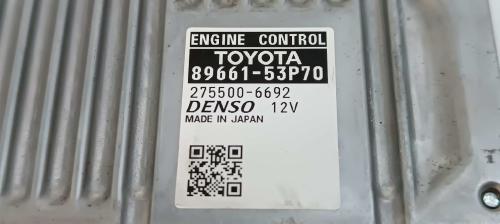 ENGINE CONTROL
TOYOTA
89661-53P70
275500-6692
DENSO 12V
MADE IN JAPAN